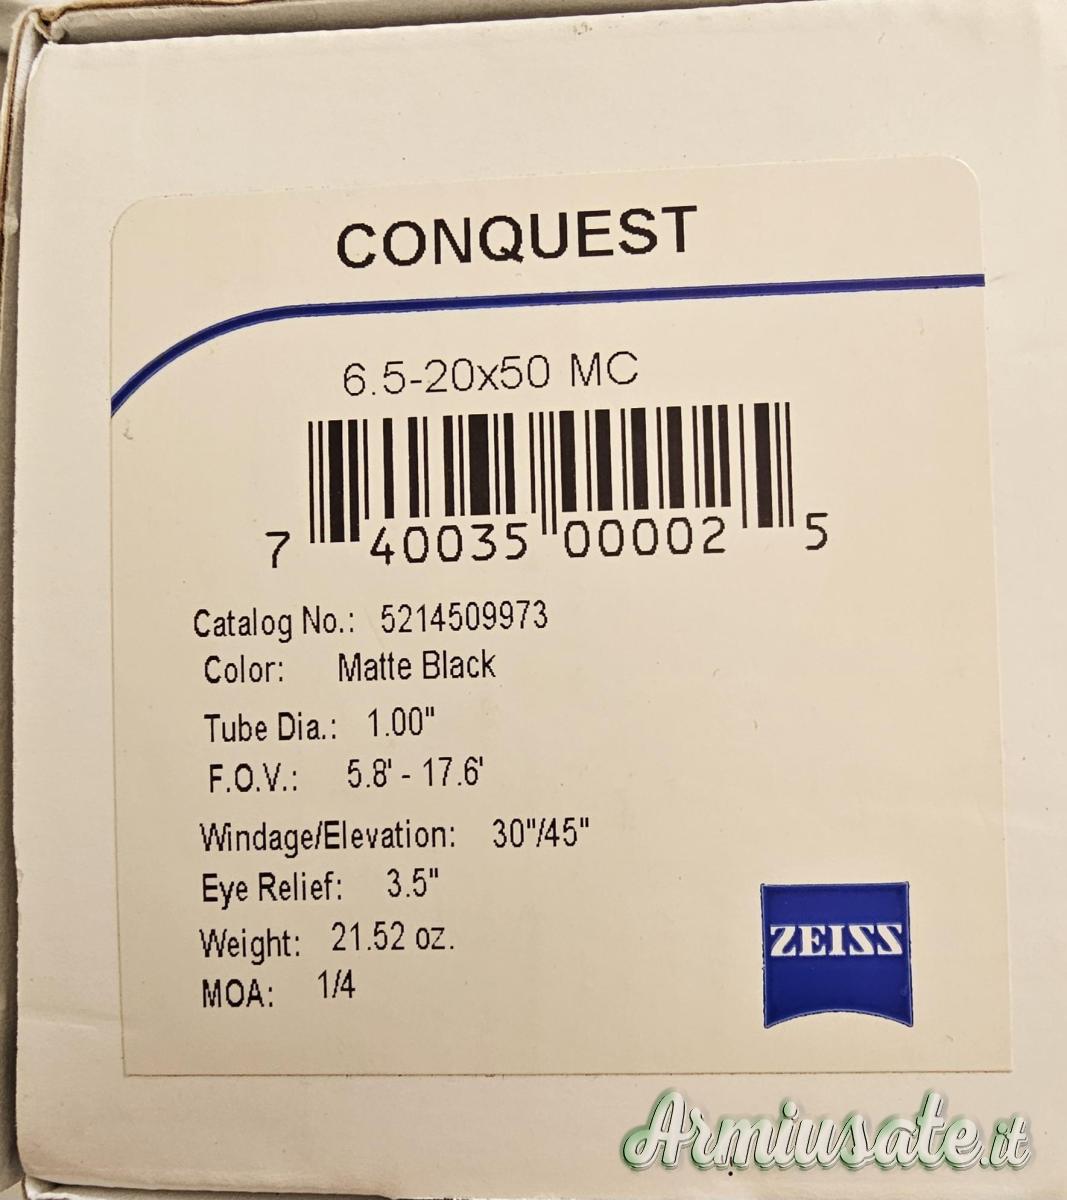 CONQUEST
6.5-20x50 MC
7 40035 00002 5
Catalog No.: 5214509973
Color: Matte Black
Tube Dia.: 1.00"
F.O.V.: 5.8' - 17.6'
Windage/Elevation: 30"/45"
Eye Relief: 3.5"
Weight: 21.52 oz.
MOA: 1/4
ZEISS
Armiusate.it